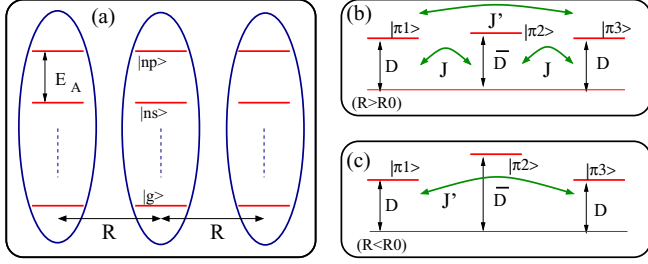 (a)
|np>
E A
|ns>
|g>
R R
(b)
J'
|π1> |π2> |π3>
J J
D D̅ D
(R>R0)
(c)
|π1> |π2> |π3>
J'
D D̅ D
(R<R0)